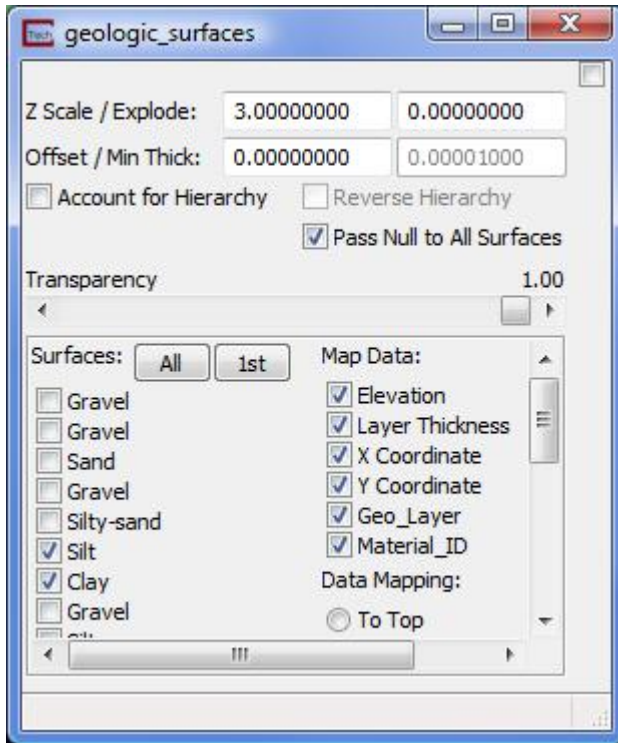 Tech geologic_surfaces
Z Scale / Explode: 3.00000000 0.00000000
Offset / Min Thick: 0.00000000 0.00001000
Account for Hierarchy Reverse Hierarchy
Pass Null to All Surfaces
Transparency 1.00
Surfaces: All 1st Map Data:
Gravel Elevation
Gravel Layer Thickness
Sand X Coordinate
Gravel Y Coordinate
Silty-sand Geo_Layer
Silt Material_ID
Clay Data Mapping:
Gravel To Top